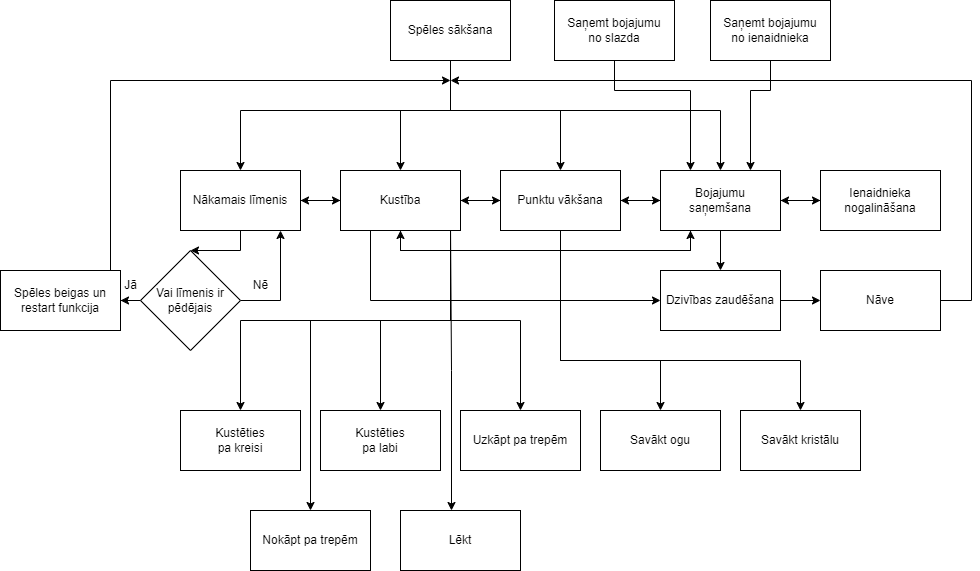 Spēles sākšana
Saņemt bojajumu
no slazda
Saņemt bojajumu
no ienaidnieka
Nākamais līmenis
Kustība
Punktu vākšana
Bojajumu
saņemšana
Ienaidnieka
nogalināšana
Spēles beigas un
restart funkcija
Jā
Vai līmenis ir
pēdējais
Nē
Dzivības zaudēšana
Nāve
Kustēties
pa kreisi
Kustēties
pa labi
Uzkāpt pa trepēm
Savākt ogu
Savākt kristālu
Nokāpt pa trepēm
Lēkt